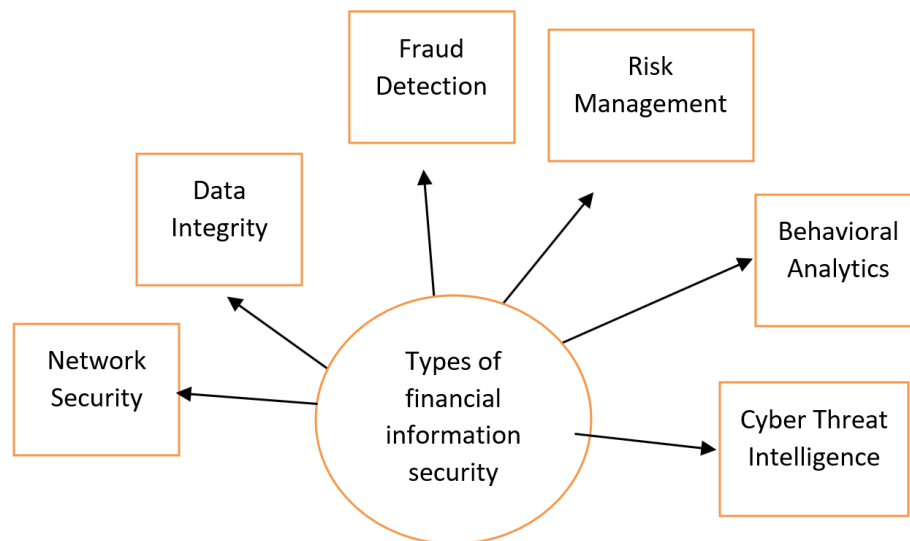 Fraud
Detection
Risk
Management
Data
Integrity
Behavioral
Analytics
Network
Security
Types of
financial
information
security
Cyber Threat
Intelligence